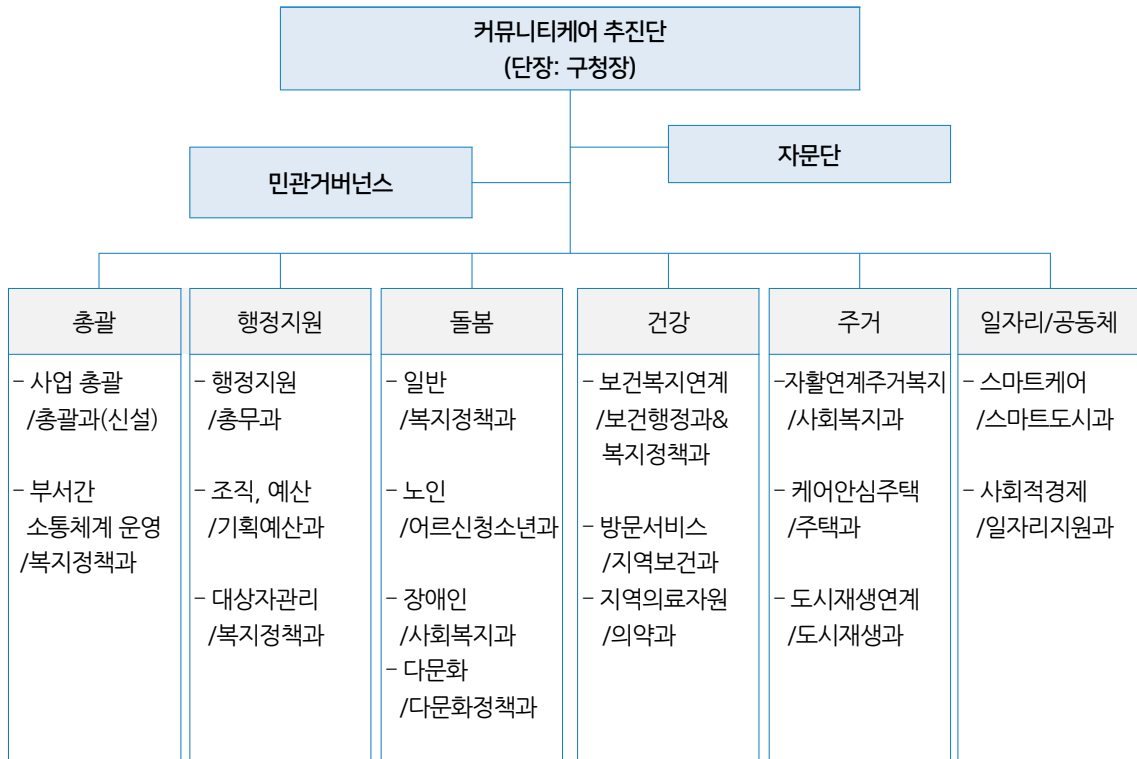 커뮤니티케어 추진단
(단장: 구청장)
자문단
민관거버넌스
총괄
- 사업 총괄
/총괄과(신설)
- 부서간
소통체계 운영
/복지정책과
행정지원
- 행정지원
/총무과
- 조직, 예산
/기획예산과
- 대상자관리
/복지정책과
돌봄
- 일반
/복지정책과
- 노인
/어르신청소년과
- 장애인
/사회복지과
- 다문화
/다문화정책과
건강
- 보건복지연계
/보건행정과&
복지정책과
- 방문서비스
/지역보건과
- 지역의료자원
/의약과
주거
-자활연계주거복지
/사회복지과
- 케어안심주택
/주택과
- 도시재생연계
/도시재생과
일자리/공동체
- 스마트케어
/스마트도시과
- 사회적경제
/일자리지원과